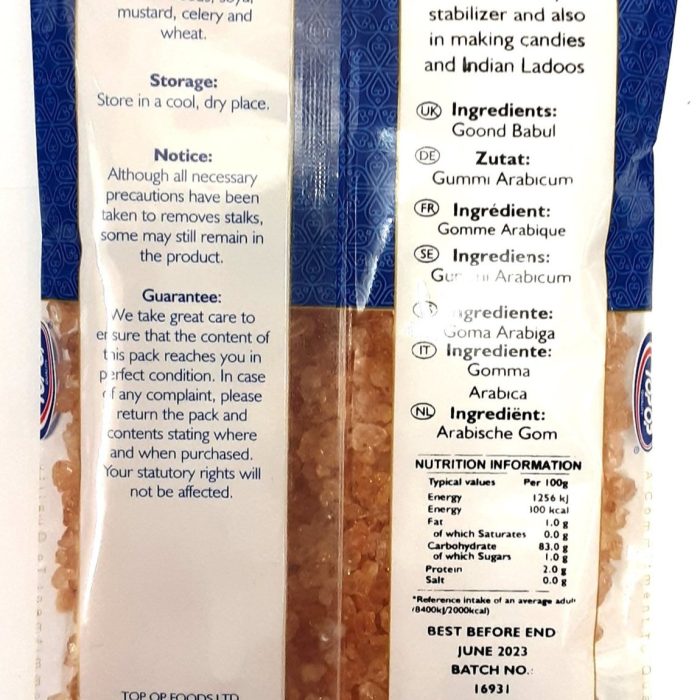 mustard, celery and
wheat.
Storage:
Store in a cool, dry place.
Notice:
Although all necessary
precautions have been
taken to removes stalks,
some may still remain in
the product.
Guarantee:
We take great care to
ensure that the content of
this pack reaches you in
perfect condition. In case
of any complaint, please
return the pack and
contents stating where
and when purchased.
Your statutory rights will
not be affected.
TOP OP FOODS LTD
stabilizer and also
in making candies
and Indian Ladoos
UK Ingredients:
Goond Babul
DE Zutat:
Gummi Arabicum
FR Ingrédient:
Gomme Arabique
SE Ingrediens:
Arabicum
Ingrediente:
Goma Arabiga
IT Ingrediente:
Gomma
Arabica
NL Ingrediënt:
Arabische Gom
NUTRITION INFORMATION
Typical values Per 100g
Energy 1256 kJ
Energy 300 kcal
Fat 1.0 g
of which Saturates 0.0 g
Carbohydrate 83.0 g
of which Sugars 1.0 g
Protein 2.0 g
Salt 0.0 g
*Reference intake of an average adult
(8400kJ/2000kcal)
BEST BEFORE END
JUNE 2023
BATCH NO.:
16931
TOPOP